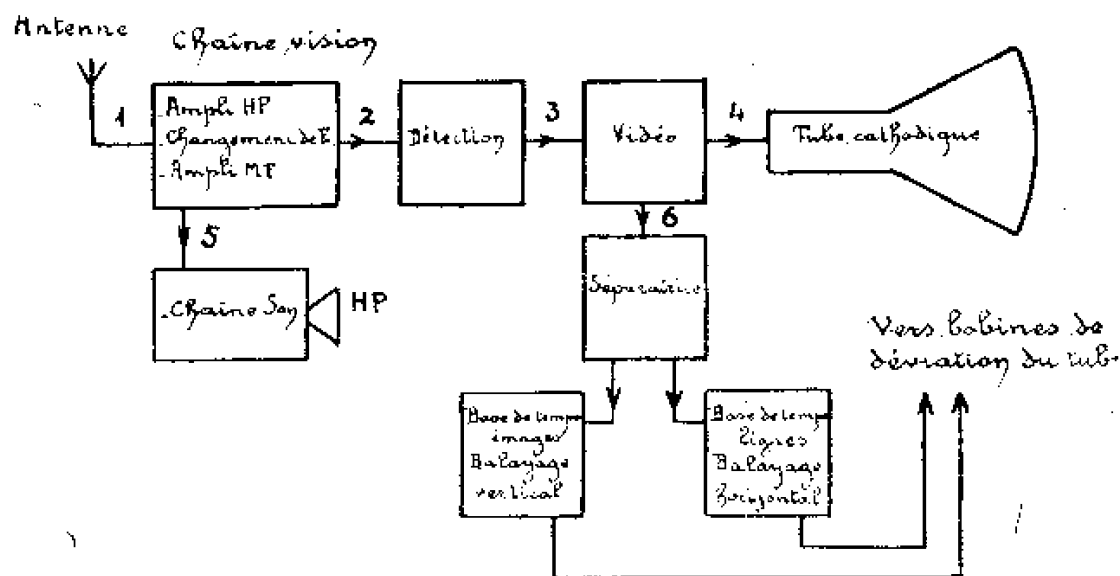 Antenne
Chaîne vision
1
- Ampli HF
- Changement de F.
- Ampli MF
2
Détection
3
Vidéo
4
Tube cathodique
5
6
- Chaîne Son
HP
Séparatrice
Vers bobines de
déviation du tube
Base de temps
images
Balayage
vertical
Base de temps
lignes
Balayage
horizontal